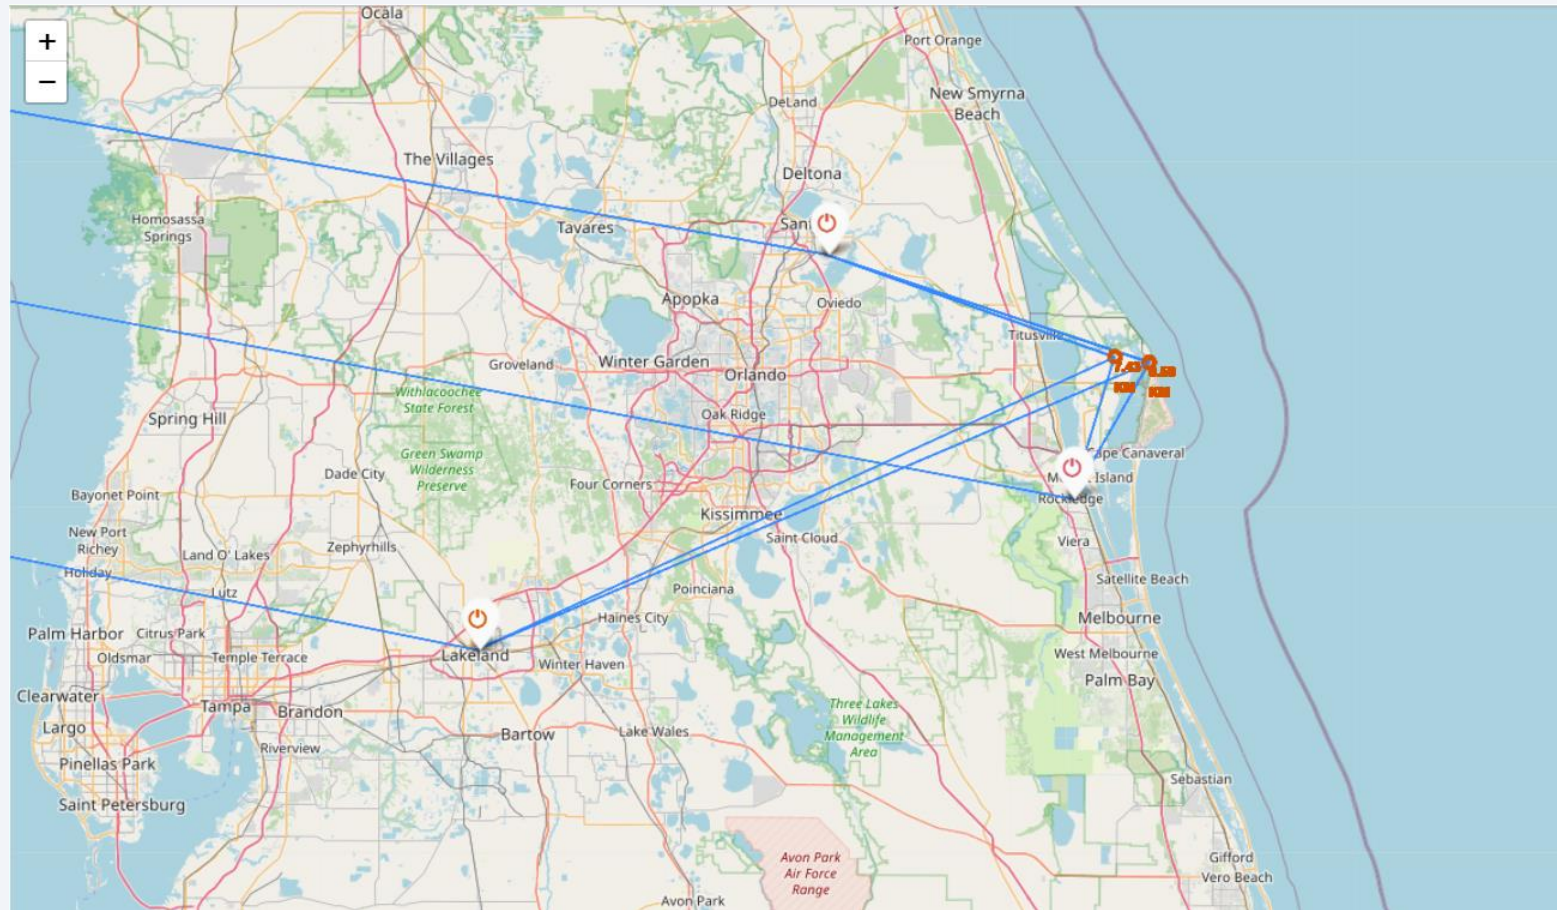 +
−
Ocala
Port Orange
DeLand
New Smyrna
Beach
The Villages
Deltona
Homosassa
Springs
Tavares
Apopka
Oviedo
Titusville
Groveland
Winter Garden
Orlando
Withlacoochee
State Forest
Oak Ridge
KM
KM
Spring Hill
Green Swamp
Wilderness
Preserve
Cape Canaveral
Dade City
Four Corners
Island
Bayonet Point
Rockledge
Kissimmee
New Port
Richey
Land O' Lakes
Zephyrhills
Saint Cloud
Viera
Holiday
Lutz
Poinciana
Satellite Beach
Haines City
Melbourne
Palm Harbor
Citrus Park
Oldsmar
Temple Terrace
Lakeland
Winter Haven
West Melbourne
Palm Bay
Clearwater
Tampa
Brandon
Largo
Bartow
Lake Wales
Three Lakes
Wildlife
Management
Area
Riverview
Pinellas Park
Sebastian
Saint Petersburg
Avon Park
Air Force
Range
Gifford
Vero Beach
Avon Park